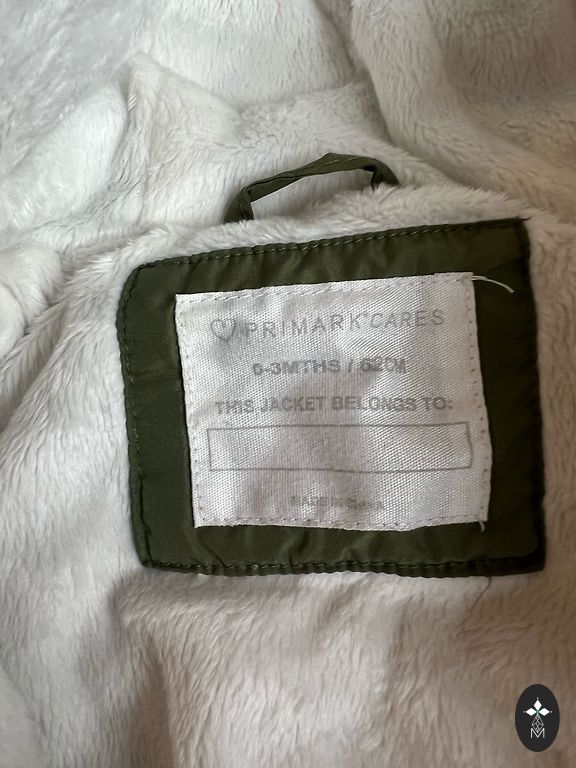 PRIMARK® CARES
0-3MTHS / 62CM
THIS JACKET BELONGS TO:
MADE IN CHINA